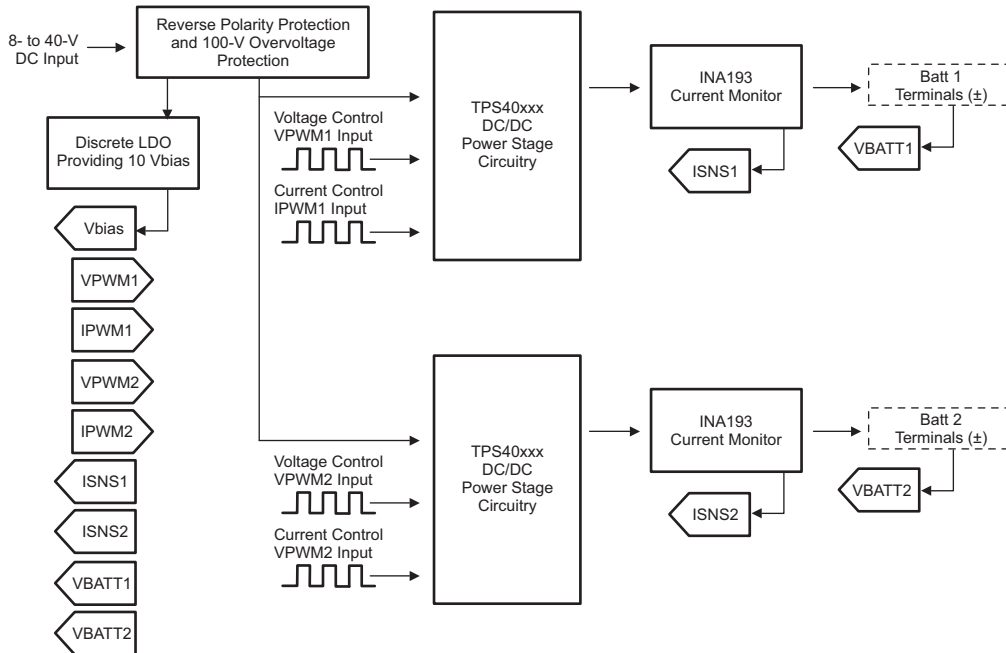 8- to 40-V
DC Input
Reverse Polarity Protection
and 100-V Overvoltage
Protection
Discrete LDO
Providing 10 Vbias
Vbias
VPWM1
IPWM1
VPWM2
IPWM2
ISNS1
ISNS2
VBATT1
VBATT2
Voltage Control
VPWM1 Input
Current Control
IPWM1 Input
TPS40xxx
DC/DC
Power Stage
Circuitry
INA193
Current Monitor
ISNS1
Batt 1
Terminals (±)
VBATT1
Voltage Control
VPWM2 Input
Current Control
VPWM2 Input
TPS40xxx
DC/DC
Power Stage
Circuitry
INA193
Current Monitor
ISNS2
Batt 2
Terminals (±)
VBATT2